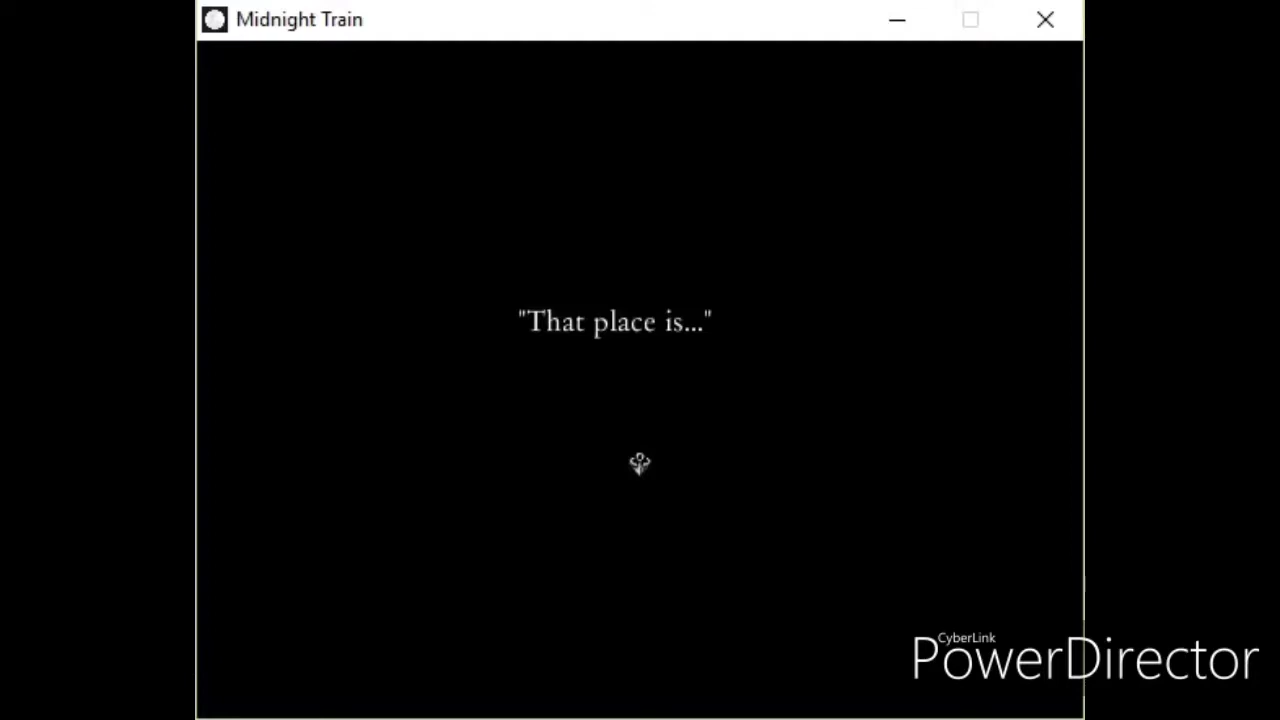 Midnight Train
"That place is..."
CyberLink
PowerDirector